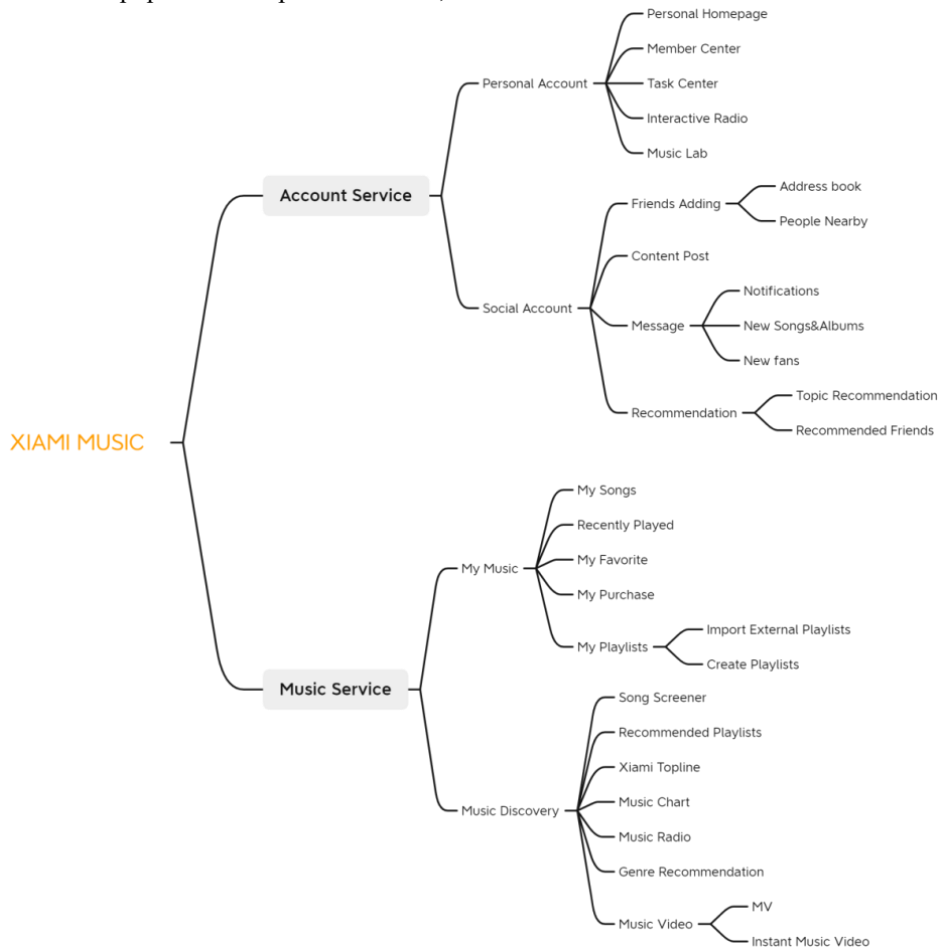 Personal Homepage
Member Center
Personal Account
Task Center
Interactive Radio
Music Lab
Account Service
Friends Adding
Address book
People Nearby
Content Post
Social Account
Message
Notifications
New Songs&Albums
New fans
Recommendation
Topic Recommendation
Recommended Friends
XIAMI MUSIC
My Songs
Recently Played
My Music
My Favorite
My Purchase
My Playlists
Import External Playlists
Create Playlists
Music Service
Song Screener
Recommended Playlists
Xiami Topline
Music Discovery
Music Chart
Music Radio
Genre Recommendation
Music Video
MV
Instant Music Video